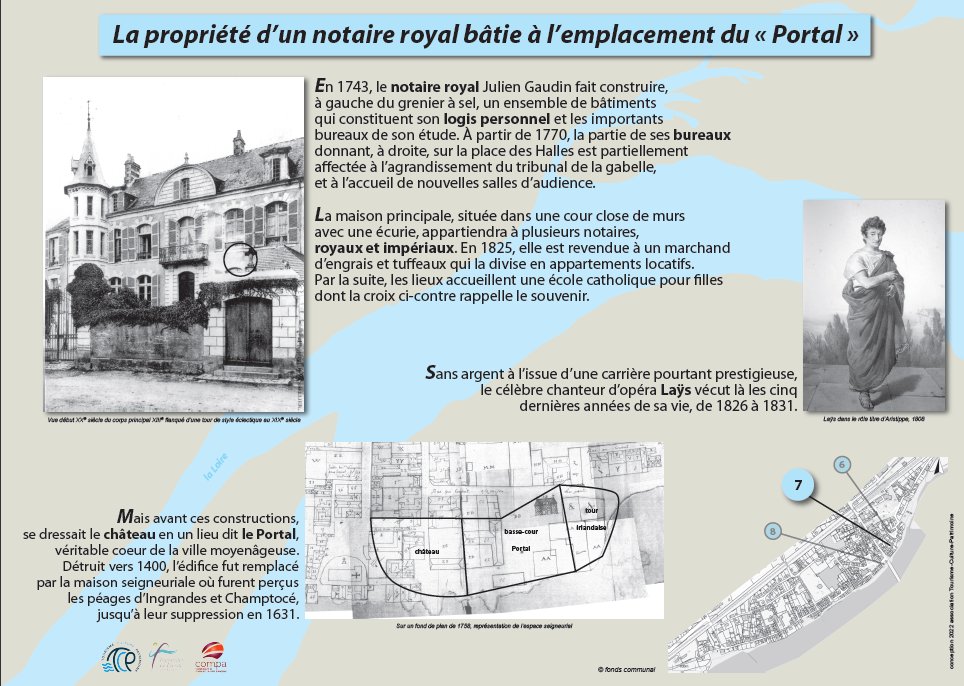 La propriété d’un notaire royal bâtie à l’emplacement du « Portal »
En 1743, le notaire royal Julien Gaudin fait construire,
à gauche du grenier à sel, un ensemble de bâtiments
qui constituent son logis personnel et les importants
bureaux de son étude. À partir de 1770, la partie de ses bureaux
donnant, à droite, sur la place des Halles est partiellement
affectée à l’agrandissement du tribunal de la gabelle,
et à l’accueil de nouvelles salles d’audience.
La maison principale, située dans une cour close de murs
avec une écurie, appartiendra à plusieurs notaires,
royaux et impériaux. En 1825, elle est revendue à un marchand
d’engrais et tuffeaux qui la divise en appartements locatifs.
Par la suite, les lieux accueillent une école catholique pour filles
dont la croix ci-contre rappelle le souvenir.
Vue début XXe siècle du corps principal XIIIe flanqué d’une tour de style éclectique au XIXe siècle
Sans argent à l’issue d’une carrière pourtant prestigieuse,
le célèbre chanteur d’opéra Laÿs vécut là les cinq
dernières années de sa vie, de 1826 à 1831.
Laÿs dans le rôle titre d’Aristippe, 1808
la Loire
Mais avant ces constructions,
se dressait le château en un lieu dit le Portal,
véritable coeur de la ville moyenâgeuse.
Détruit vers 1400, l’édifice fut remplacé
par la maison seigneuriale où furent perçus
les péages d’Ingrandes et Champtocé,
jusqu’à leur suppression en 1631.
château
basse-cour
Portal
tour
irlandaise
Sur un fond de plan de 1758, représentation de l’espace seigneurial
6
7
8
TCP
compa
© fonds communal
conception 2022 association Tourisme-Culture-Patrimoine